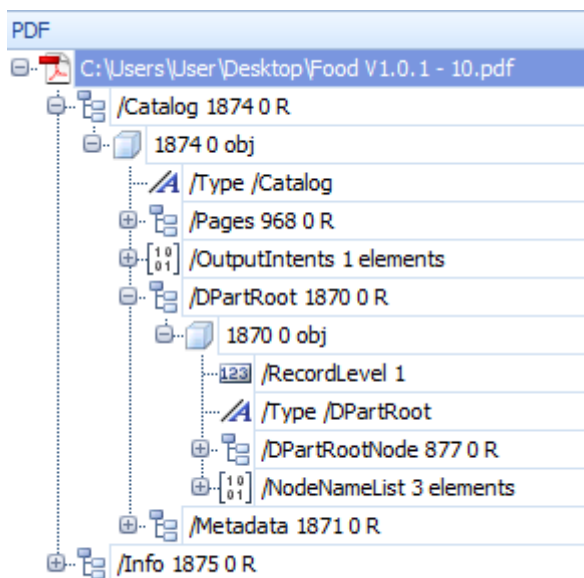 PDF
C:\Users\User\Desktop\Food V1.0.1 - 10.pdf
/Catalog 1874 0 R
1874 0 obj
/Type /Catalog
/Pages 968 0 R
/OutputIntents 1 elements
/DPartRoot 1870 0 R
1870 0 obj
/RecordLevel 1
/Type /DPartRoot
/DPartRootNode 877 0 R
/NodeNameList 3 elements
/Metadata 1871 0 R
/Info 1875 0 R